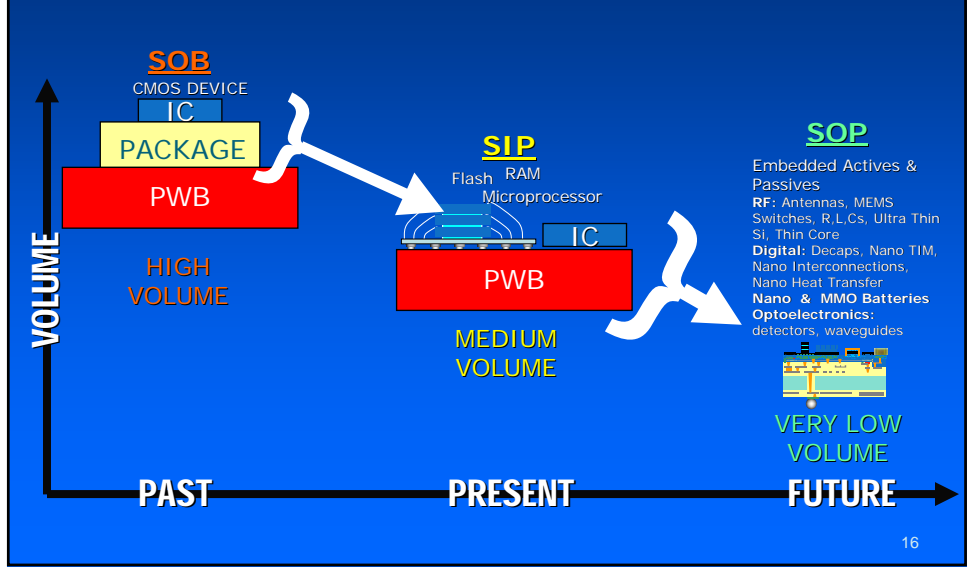 SOB
CMOS DEVICE
IC
PACKAGE
PWB
HIGH
VOLUME
SIP
Flash RAM
Microprocessor
IC
PWB
MEDIUM
VOLUME
SOP
Embedded Actives &
Passives
RF: Antennas, MEMS
Switches, R,L,Cs, Ultra Thin
Si, Thin Core
Digital: Decaps, Nano TIM,
Nano Interconnections,
Nano Heat Transfer
Nano & MMO Batteries
Optoelectronics:
detectors, waveguides
VERY LOW
VOLUME
VOLUME
PAST
PRESENT
FUTURE
16